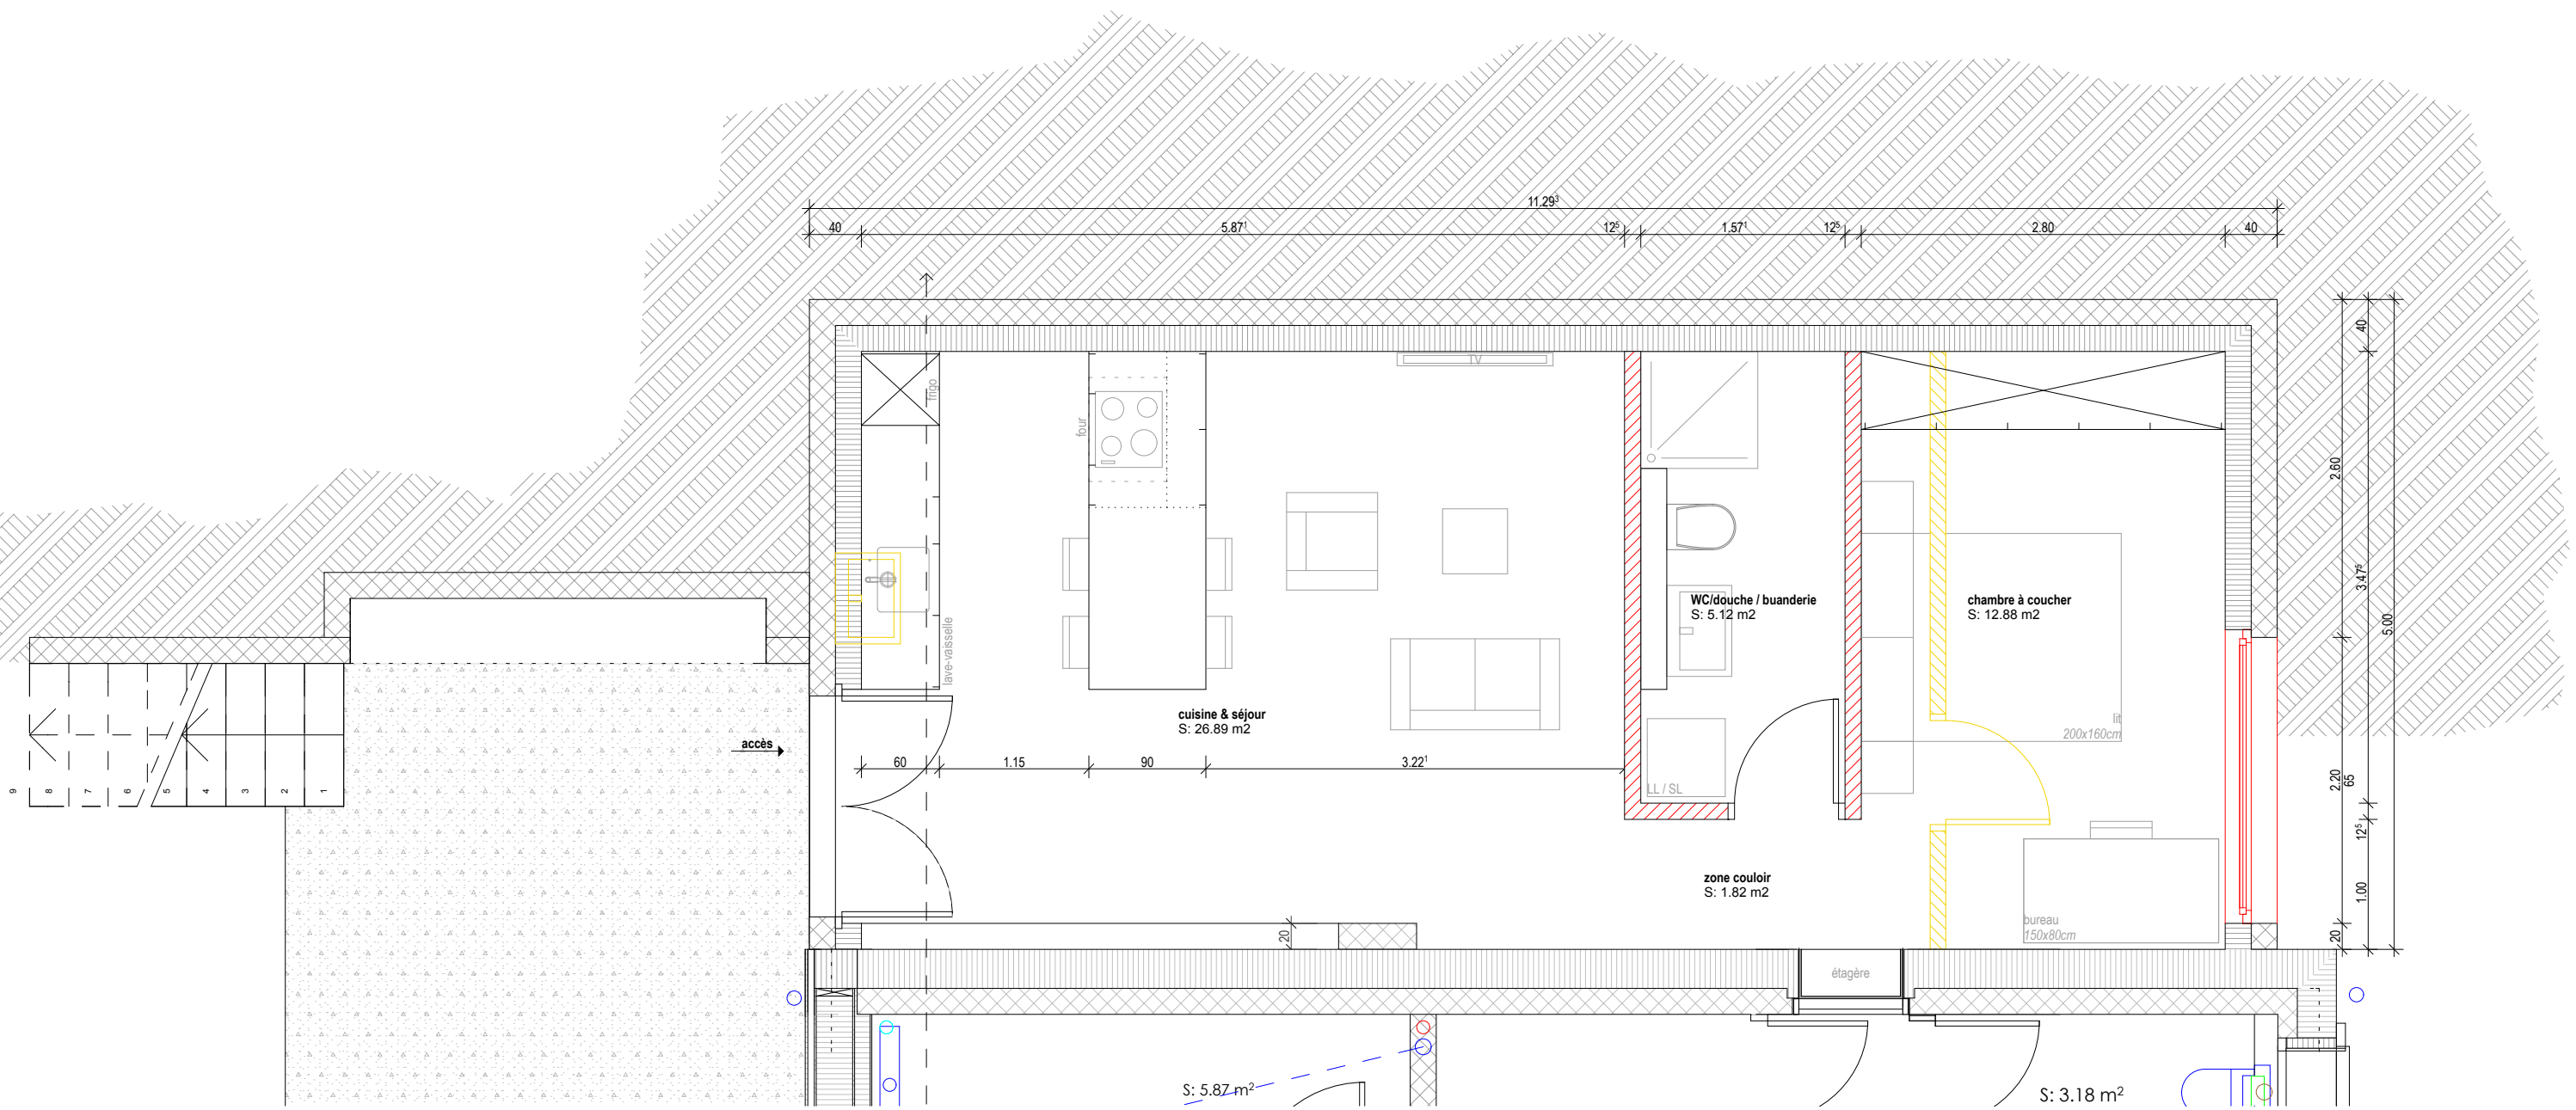 11.29³
40
5.87¹
12⁵
1.57¹
12⁵
2.80
40
40
TV
frigo
four
2.60
3.47⁵
5.00
WC/douche / buanderie
S: 5.12 m2
chambre à coucher
S: 12.88 m2
lave-vaisselle
cuisine & séjour
S: 26.89 m2
lit
200x160cm
accès
60
1.15
90
3.22¹
LL / SL
2.20
65
9
8
7
6
5
4
3
2
1
12⁵
zone couloir
S: 1.82 m2
1.00
bureau
150x80cm
20
20
étagère
S: 5.87 m²
S: 3.18 m²